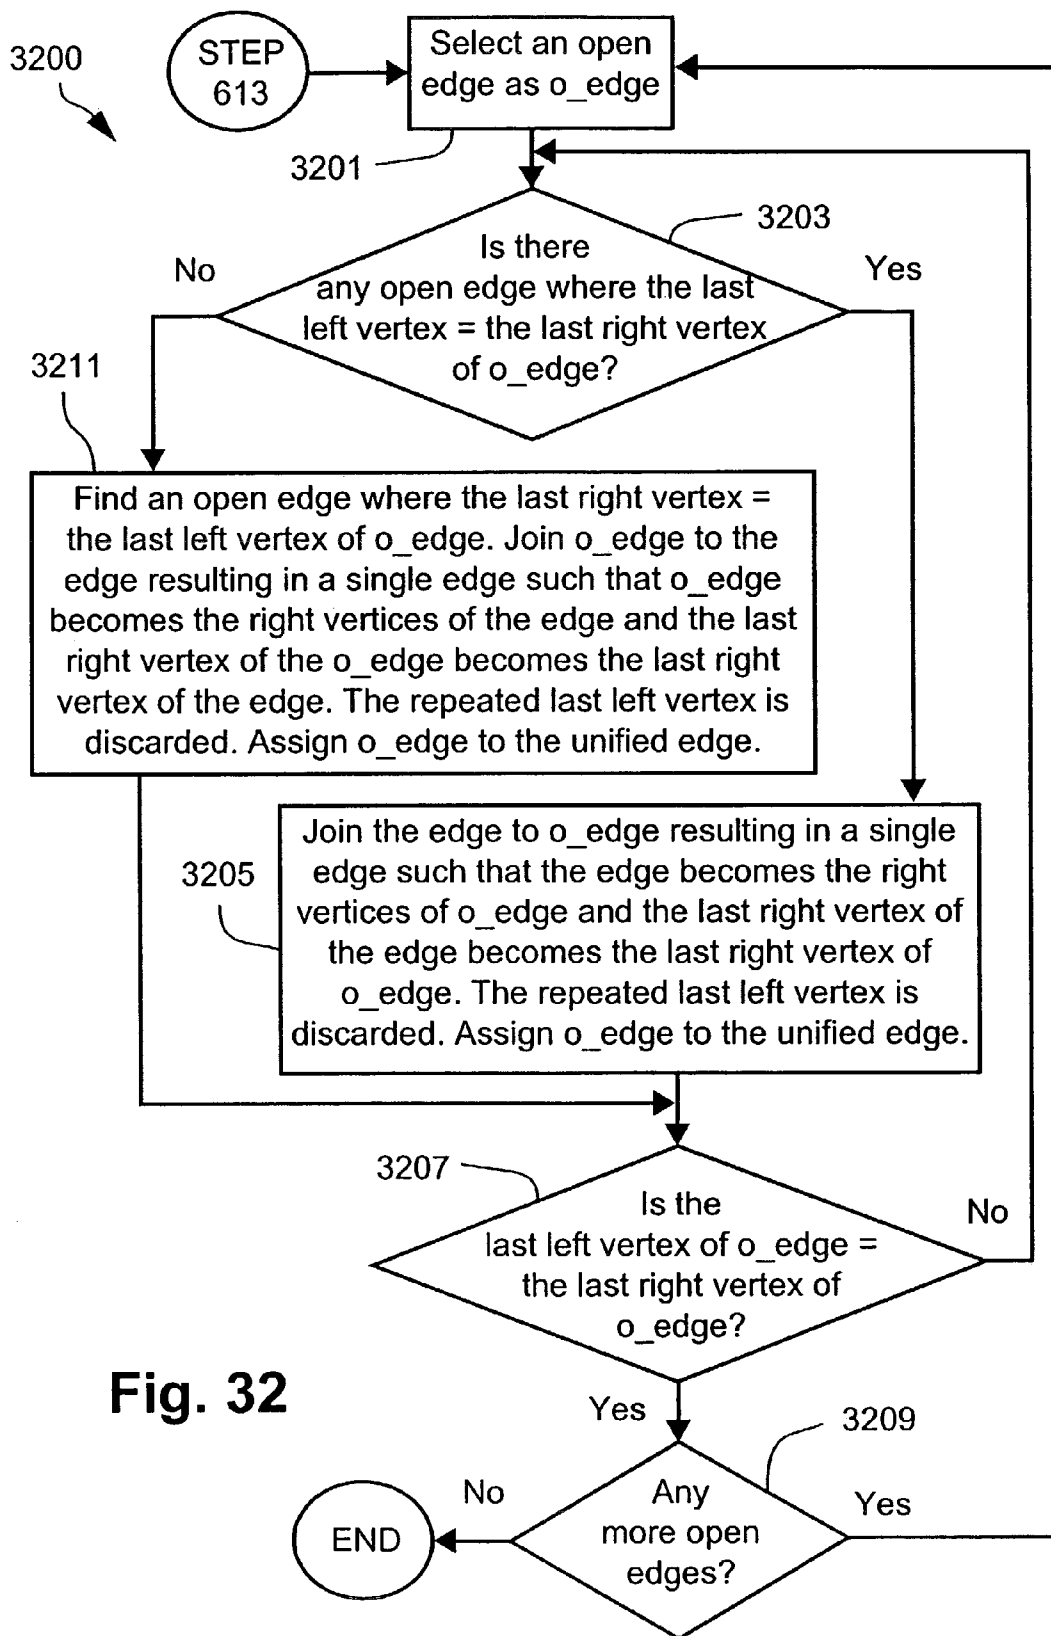 3200
STEP
613
Select an open
edge as o_edge
3201
3203
No
Yes
Is there
any open edge where the last
left vertex = the last right vertex
of o_edge?
3211
Find an open edge where the last right vertex =
the last left vertex of o_edge. Join o_edge to the
edge resulting in a single edge such that o_edge
becomes the right vertices of the edge and the last
right vertex of the o_edge becomes the last right
vertex of the edge. The repeated last left vertex is
discarded. Assign o_edge to the unified edge.
3205
Join the edge to o_edge resulting in a single
edge such that the edge becomes the right
vertices of o_edge and the last right vertex of
the edge becomes the last right vertex of
o_edge. The repeated last left vertex is
discarded. Assign o_edge to the unified edge.
3207
No
Is the
last left vertex of o_edge =
the last right vertex of
o_edge?
Fig. 32
Yes
3209
No
Yes
END
Any
more open
edges?